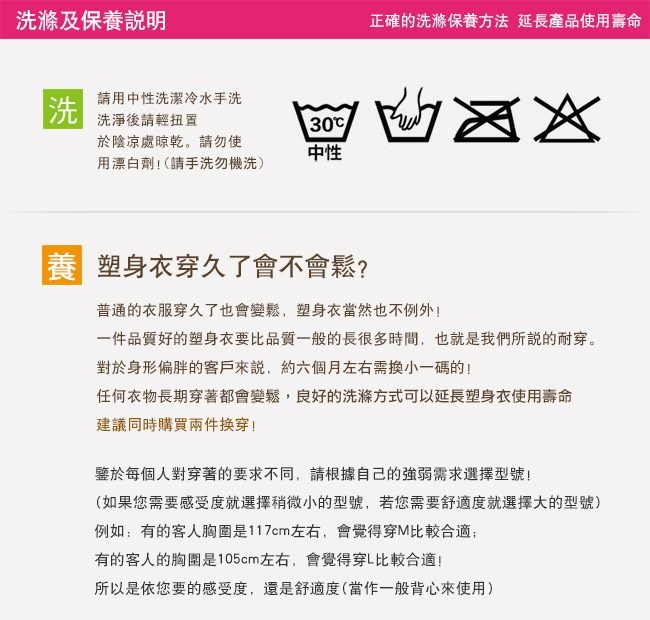 洗滌及保養説明
正確的洗滌保養方法 延長產品使用壽命
洗
請用中性洗潔冷水手洗
洗淨後請輕扭置
於陰凉處晾乾。請勿使
用漂白劑!(請手洗勿機洗)
30℃
中性
養
塑身衣穿久了會不會鬆?
普通的衣服穿久了也會變鬆，塑身衣當然也不例外!
一件品質好的塑身衣要比品質一般的長很多時間，也就是我們所説的耐穿。
對於身形偏胖的客戶來説，約六個月左右需換小一碼的!
任何衣物長期穿著都會變鬆，良好的洗滌方式可以延長塑身衣使用壽命
建議同時購買兩件換穿!
鑒於每個人對穿著的要求不同，請根據自己的強弱需求選擇型號!
(如果您需要感受度就選擇稍微小的型號，若您需要舒適度就選擇大的型號)
例如：有的客人胸圍是117cm左右，會覺得穿M比較合適;
有的客人的胸圍是105cm左右，會覺得穿L比較合適!
所以是依您要的感受度，還是舒適度(當作一般背心來使用)